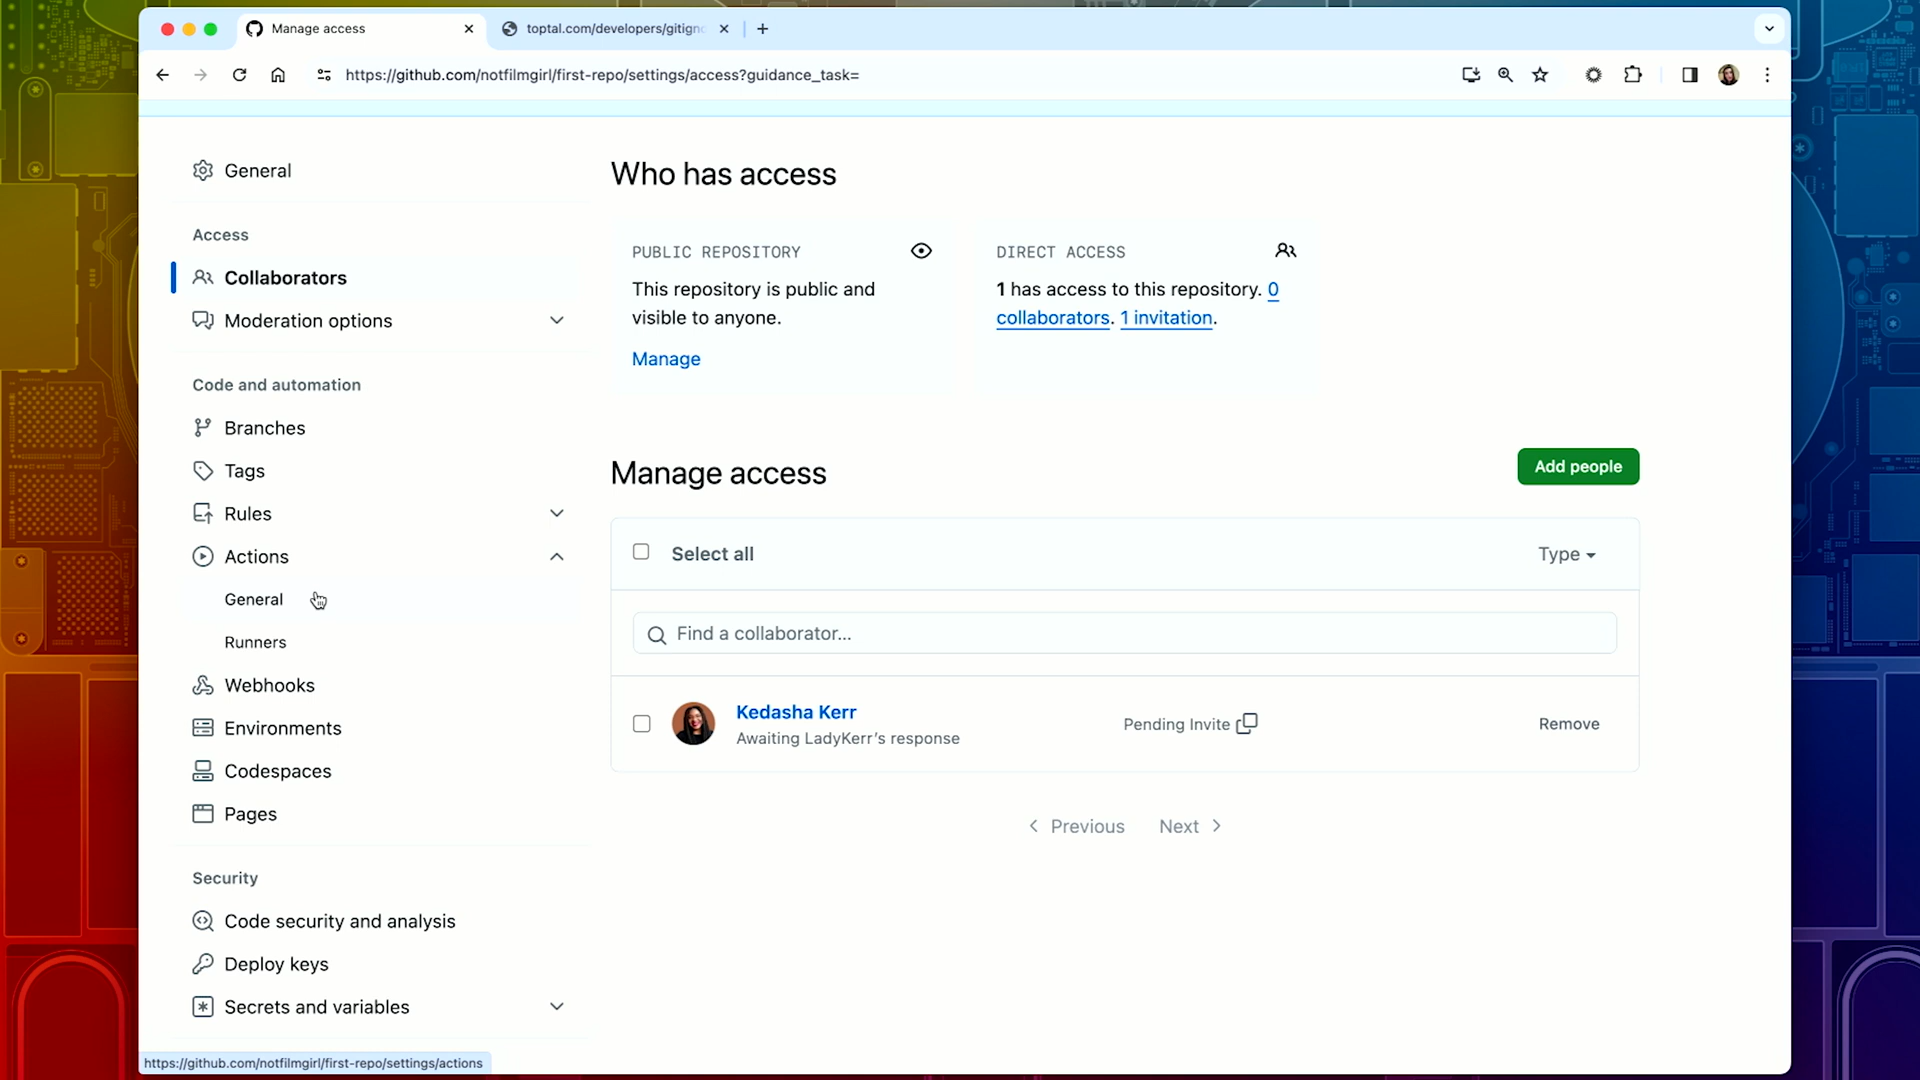 Manage access
toptal.com/developers/gitign
https://github.com/notfilmgirl/first-repo/settings/access?guidance_task=
General
Access
Collaborators
Moderation options
Code and automation
Branches
Tags
Rules
Actions
General
Runners
Webhooks
Environments
Codespaces
Pages
Security
Code security and analysis
Deploy keys
Secrets and variables
Who has access
PUBLIC REPOSITORY
This repository is public and
visible to anyone.
Manage
DIRECT ACCESS
1 has access to this repository. 0
collaborators. 1 invitation.
Manage access
Add people
Select all
Type
Find a collaborator...
Kedasha Kerr
Awaiting LadyKerr's response
Pending Invite
Remove
Previous Next
https://github.com/notfilmgirl/first-repo/settings/actions